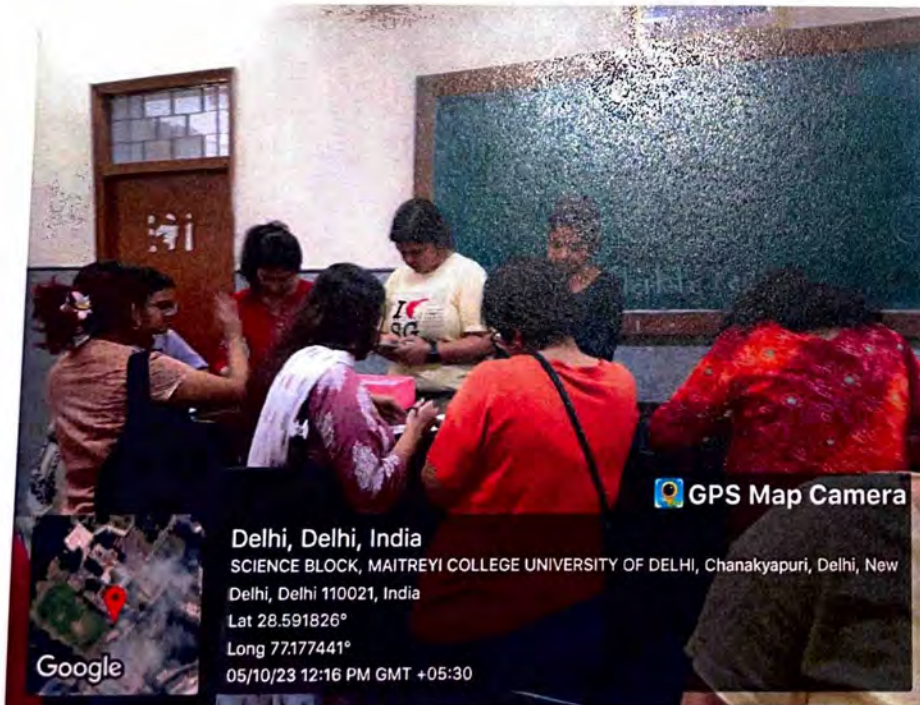 I
SG
GPS Map Camera
Delhi, Delhi, India
SCIENCE BLOCK, MAITREYI COLLEGE UNIVERSITY OF DELHI, Chanakyapuri, Delhi, New
Delhi, Delhi 110021, India
Lat 28.591826°
Long 77.177441°
05/10/23 12:16 PM GMT +05:30
Google